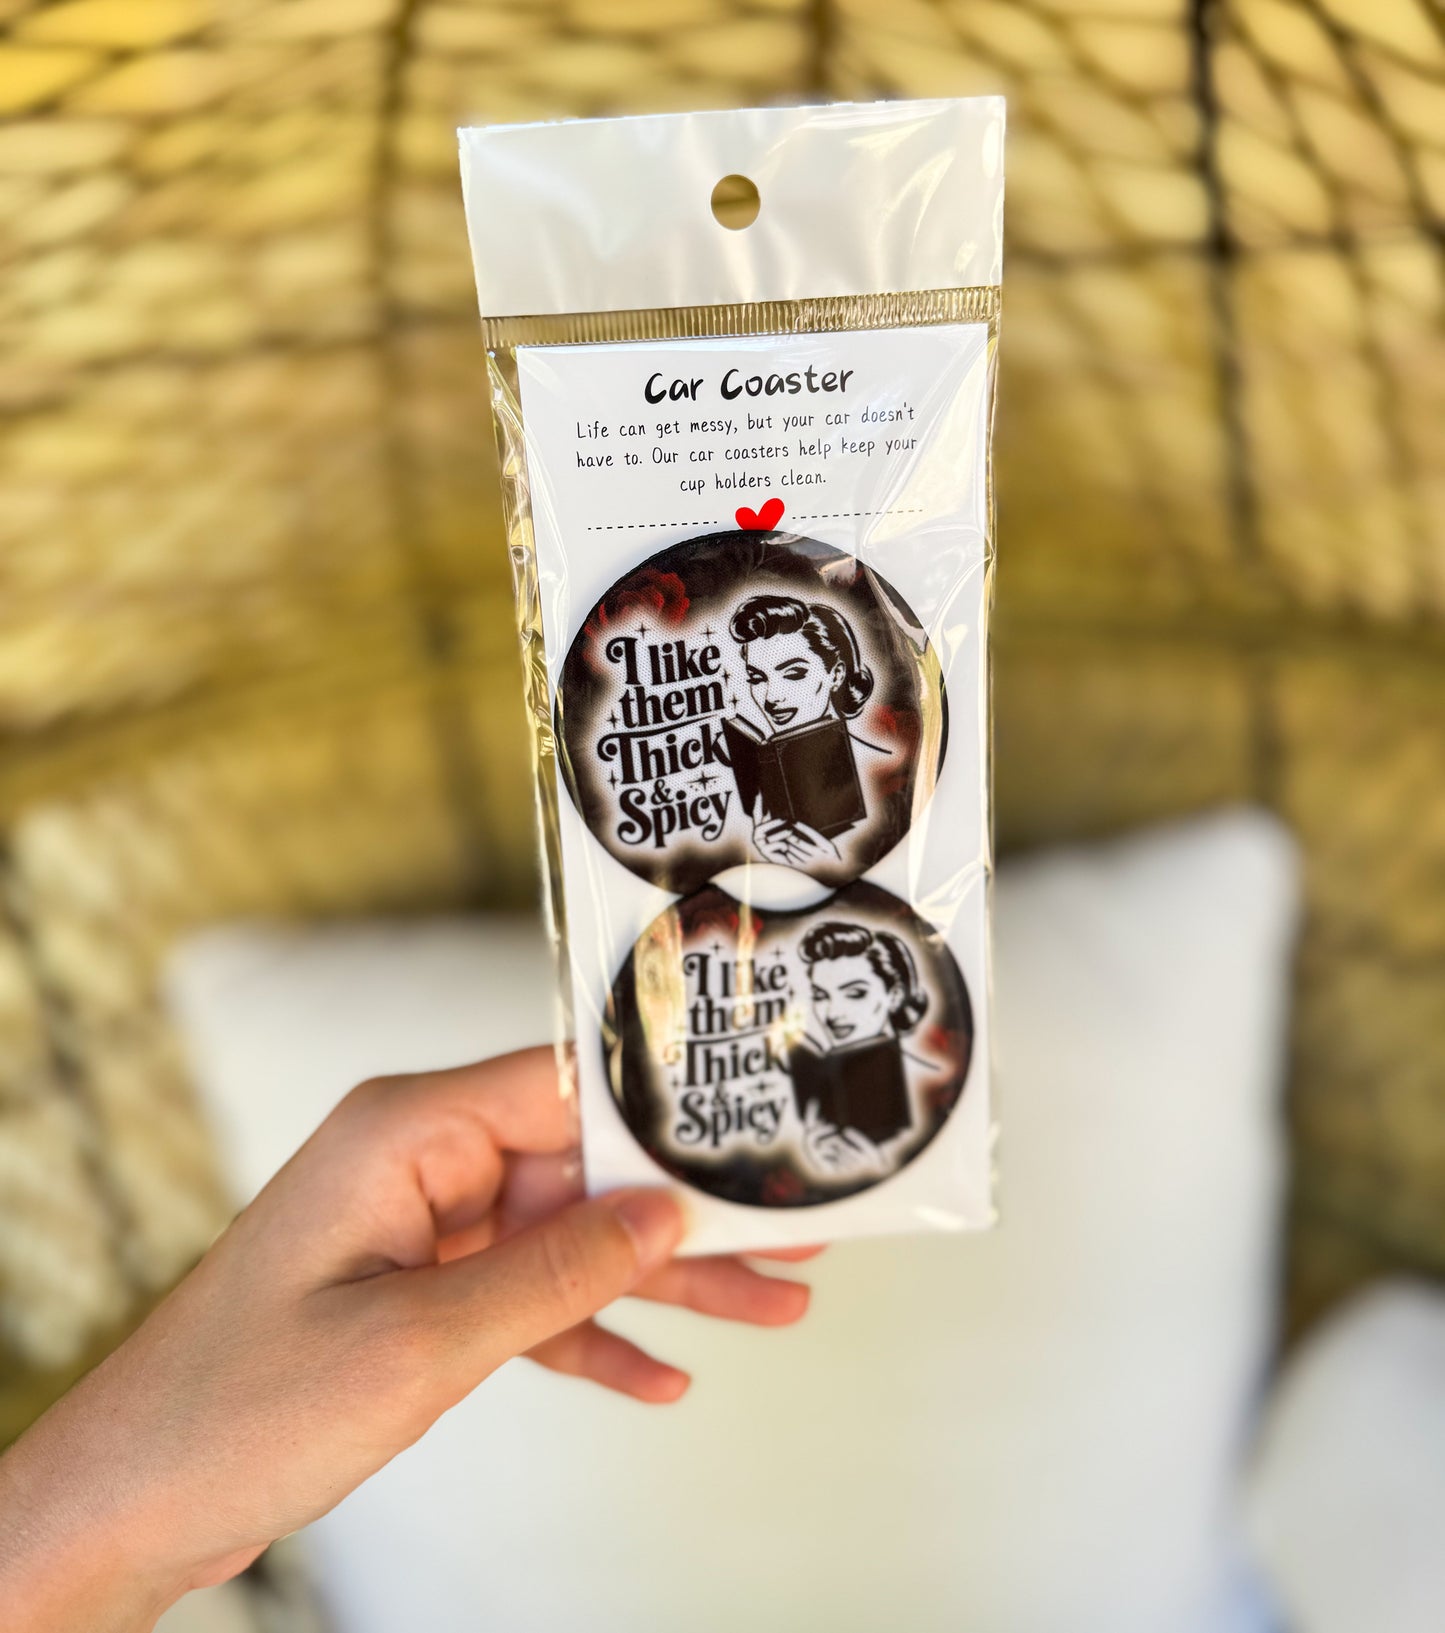 Car Coaster
Life can get messy, but your car doesn't
have to. Our car coasters help keep your
cup holders clean.
I like
them
Thick
&
Spicy
I like
them
Thick
&
Spicy